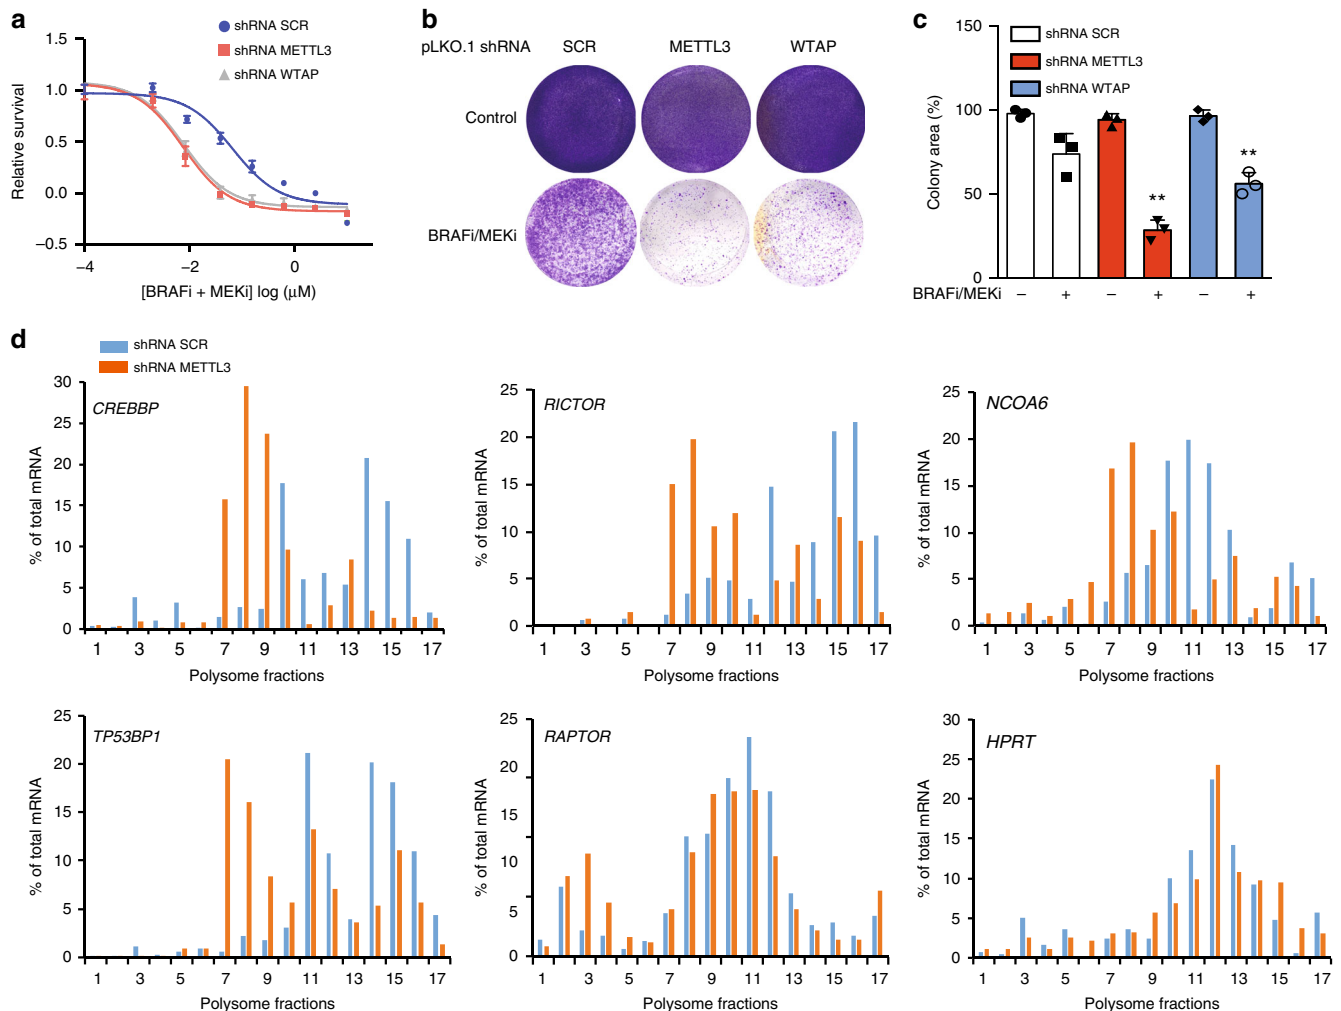 a
shRNA SCR
shRNA METTL3
shRNA WTAP
1.5
1.0
0.5
0.0
–0.5
Relative survival
–4
–2
0
[BRAFi + MEKi] log (μM)
b
pLKO.1 shRNA
SCR
METTL3
WTAP
Control
BRAFi/MEKi
c
shRNA SCR
shRNA METTL3
shRNA WTAP
150
100
50
0
Colony area (%)
**
**
BRAFi/MEKi – + – + – +
d
shRNA SCR
shRNA METTL3
CREBBP
30
25
20
15
10
5
0
% of total mRNA
1 3 5 7 9 11 13 15 17
Polysome fractions
RICTOR
25
20
15
10
5
0
% of total mRNA
1 3 5 7 9 11 13 15 17
Polysome fractions
NCOA6
25
20
15
10
5
0
% of total mRNA
1 3 5 7 9 11 13 15 17
Polysome fractions
TP53BP1
25
20
15
10
5
0
% of total mRNA
1 3 5 7 9 11 13 15 17
Polysome fractions
RAPTOR
25
20
15
10
5
0
% of total mRNA
1 3 5 7 9 11 13 15 17
Polysome fractions
HPRT
30
25
20
15
10
5
0
% of total mRNA
1 3 5 7 9 11 13 15 17
Polysome fractions